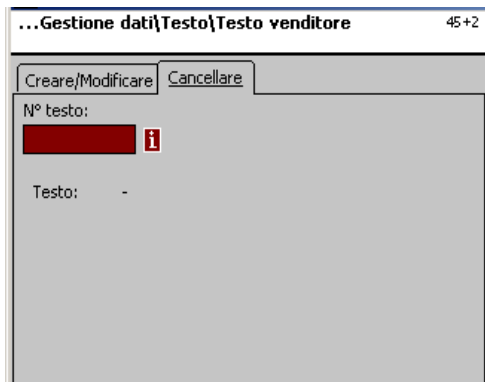 ...Gestione dati\Testo\Testo venditore 45+2
Creare/Modificare Cancellare
N° testo:
i
Testo: -